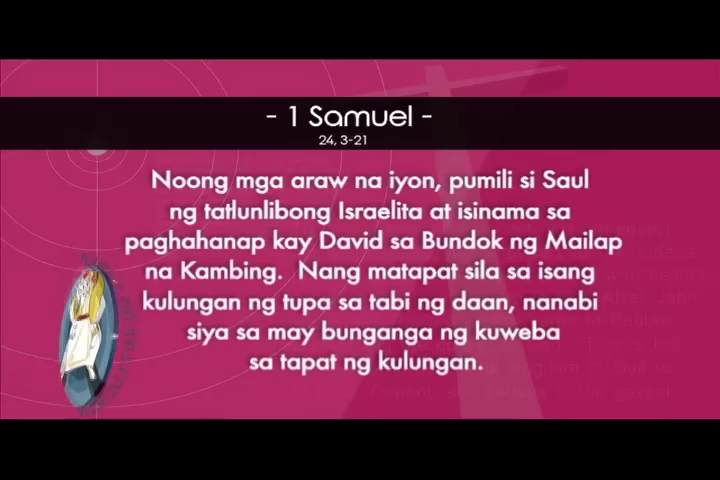 - 1 Samuel -
24, 3-21
Noong mga araw na iyon, pumili si Saul
ng tatlunlibong Israelita at isinama sa
paghahanap kay David sa Bundok ng Mailap
na Kambing. Nang matapat sila sa isang
kulungan ng tupa sa tabi ng daan, nanabi
siya sa may bunganga ng kuweba
sa tapat ng kulungan.